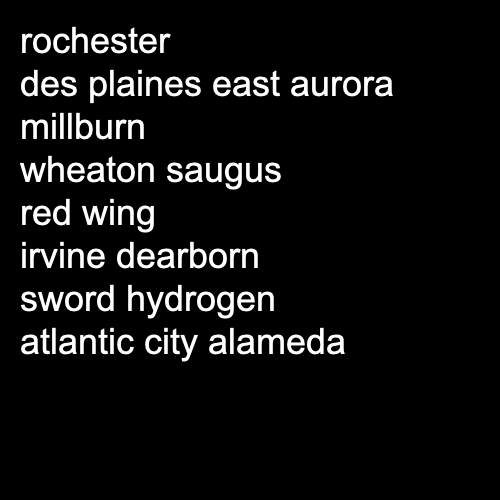 rochester
des plaines east aurora
millburn
wheaton saugus
red wing
irvine dearborn
sword hydrogen
atlantic city alameda